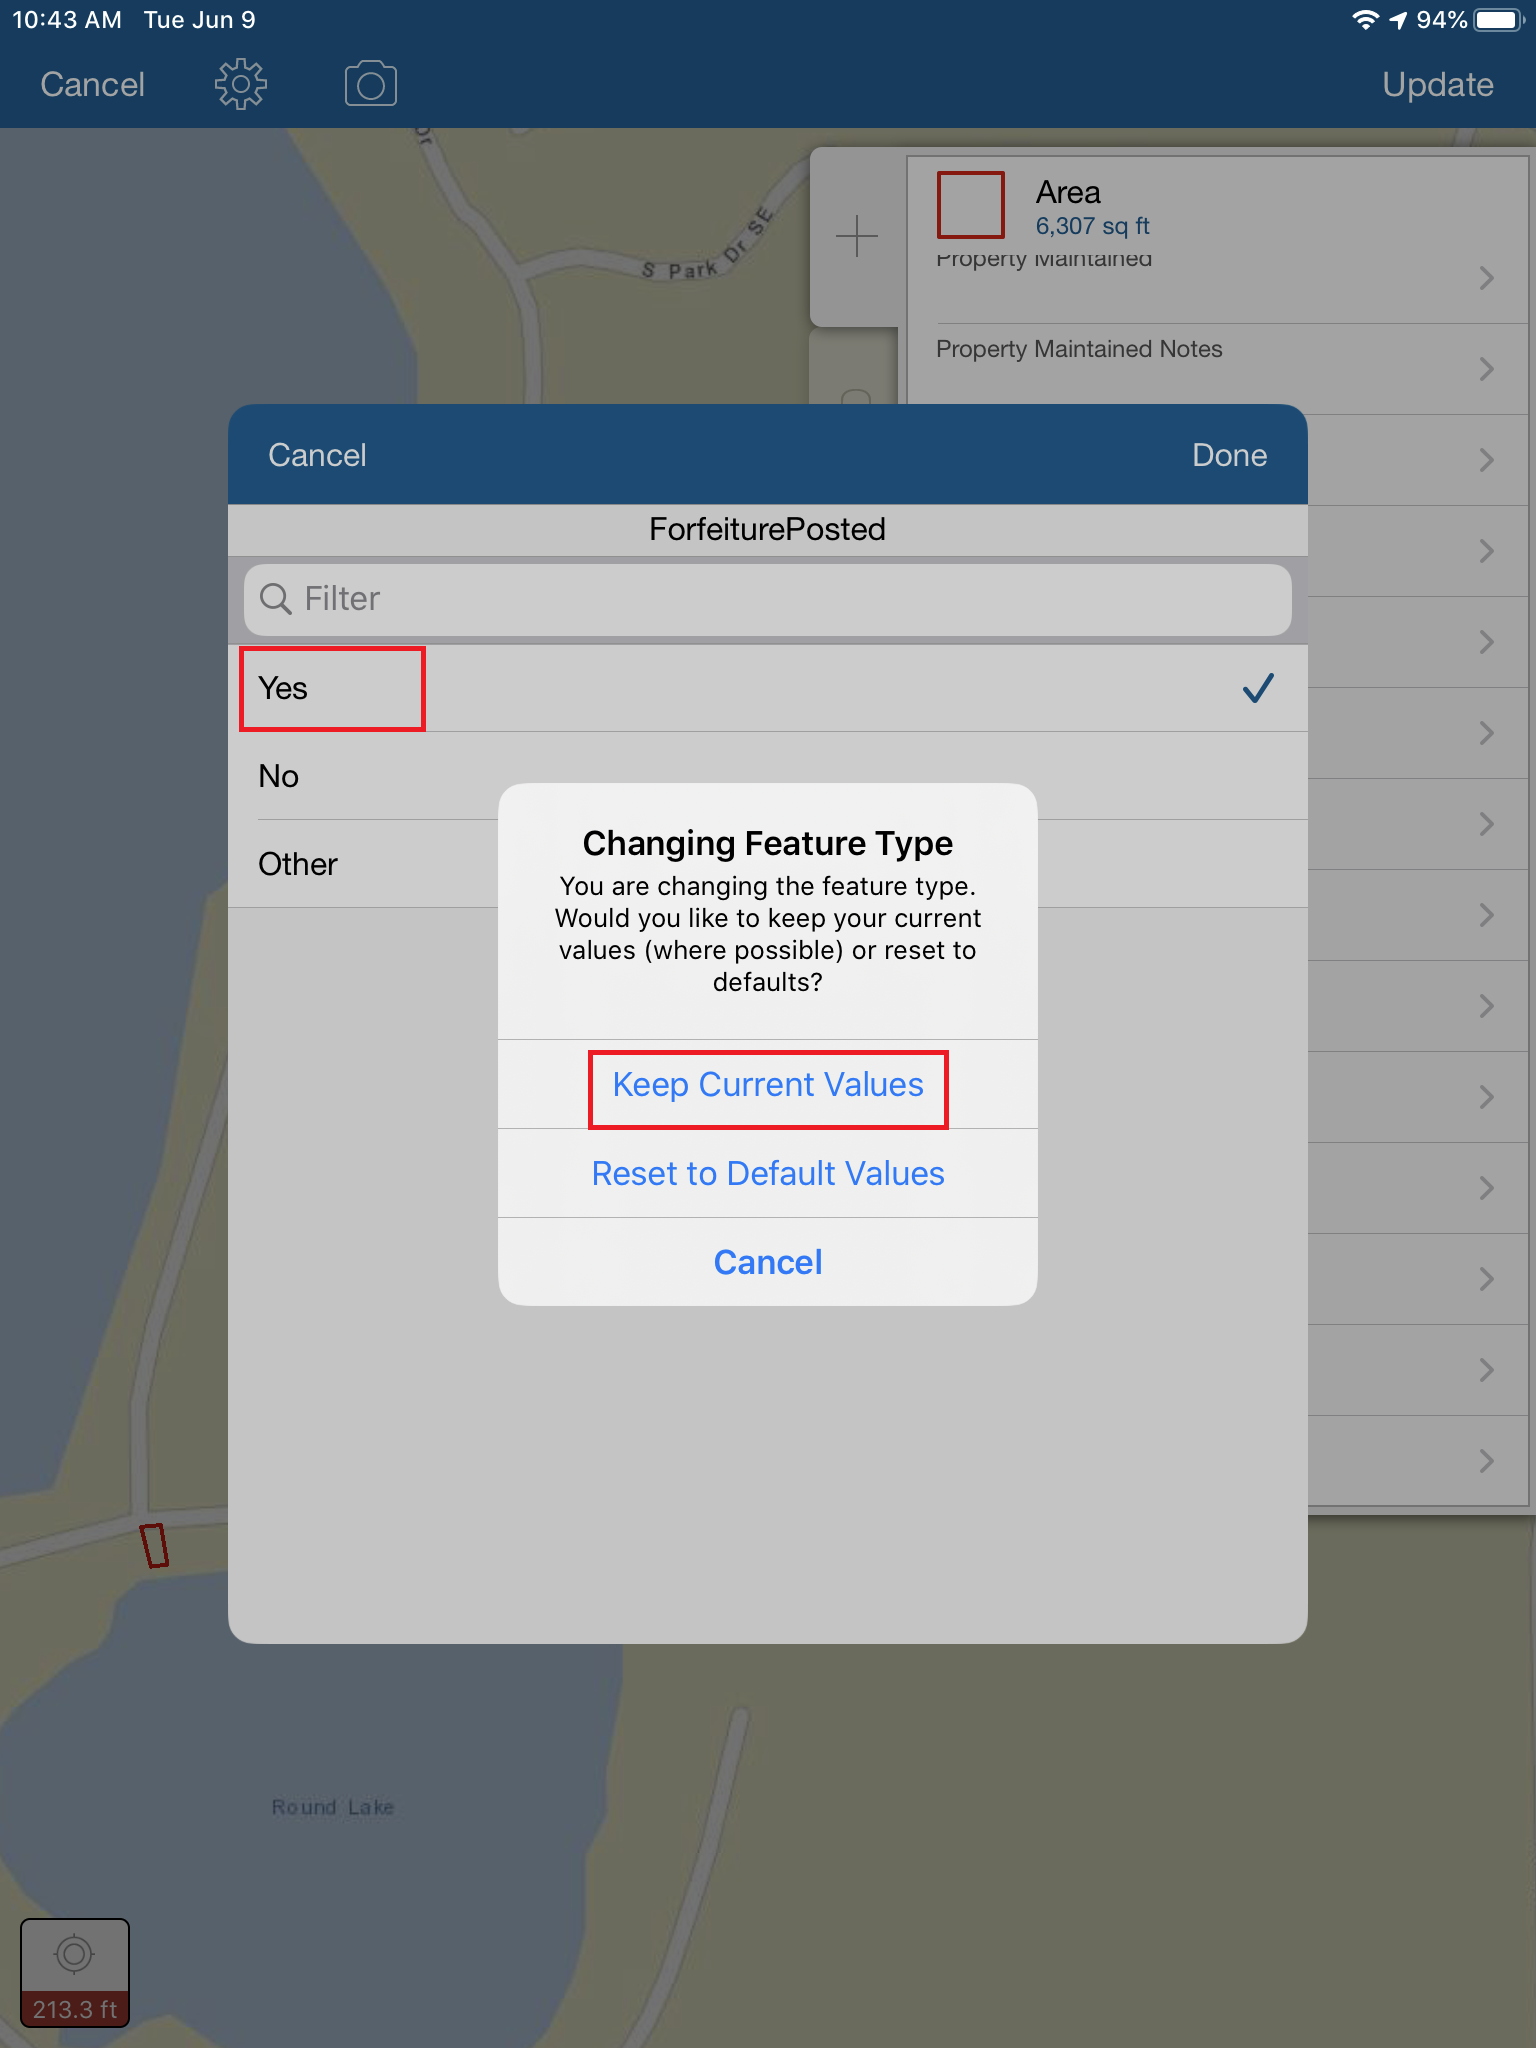 10:43 AM Tue Jun 9
94%
Cancel
Update
Dr
S Park Dr SE
Area
6,307 sq ft
Property Maintained
Property Maintained Notes
Cancel
Done
ForfeiturePosted
Filter
Yes
No
Other
Changing Feature Type
You are changing the feature type.
Would you like to keep your current
values (where possible) or reset to
defaults?
Keep Current Values
Reset to Default Values
Cancel
Round Lake
213.3 ft